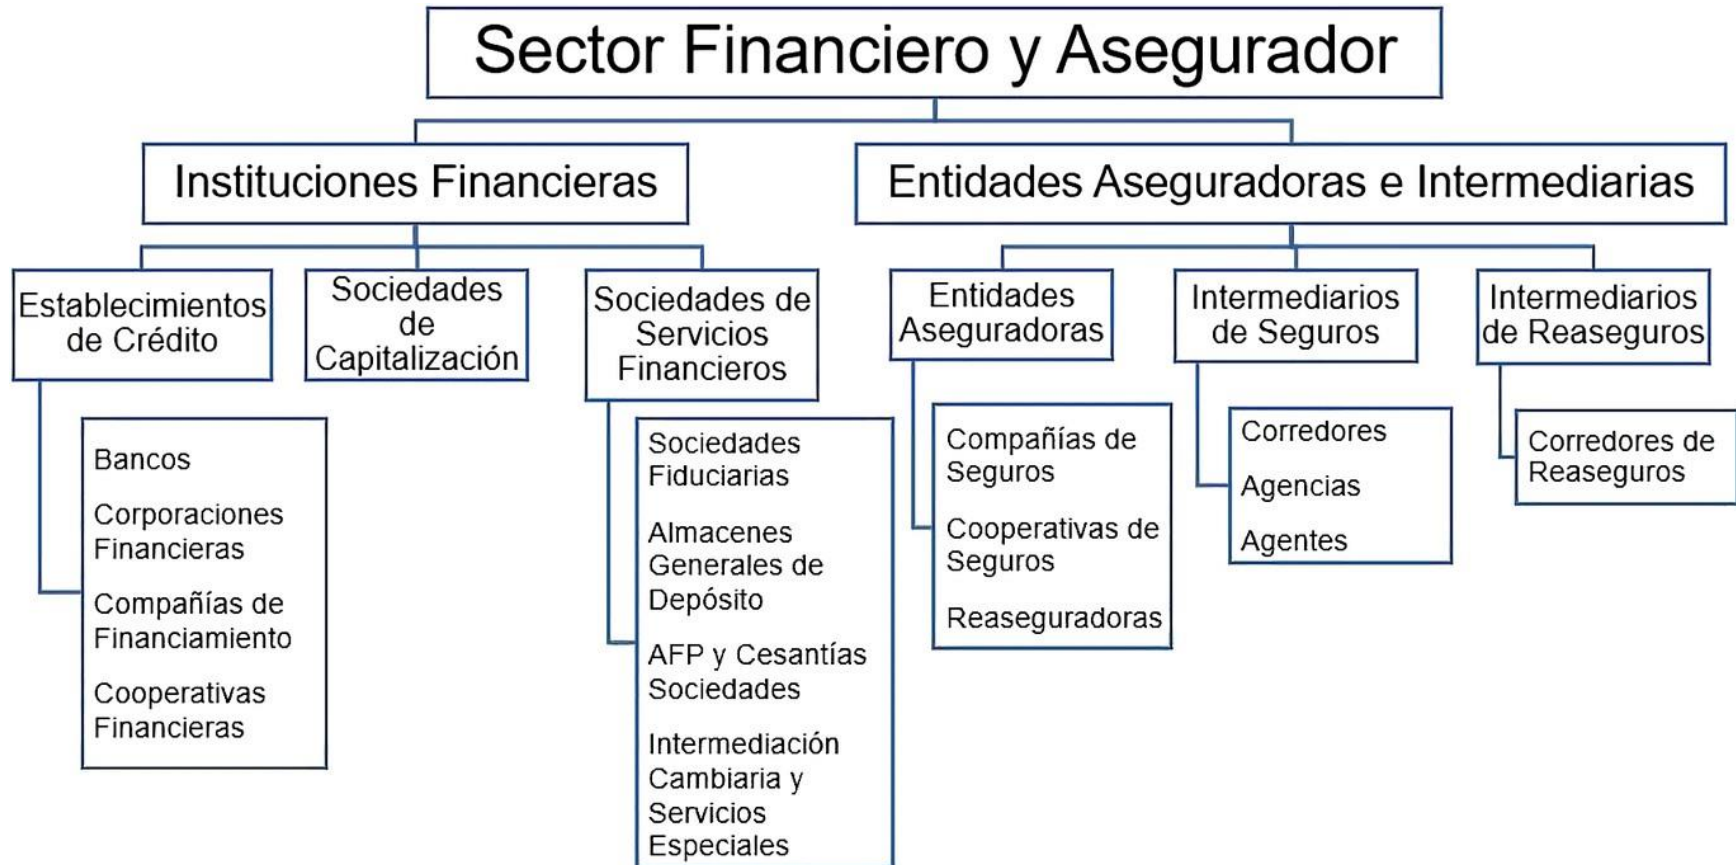 Sector Financiero y Asegurador
Instituciones Financieras
Entidades Aseguradoras e Intermediarias
Establecimientos
de Crédito
Sociedades
de
Capitalización
Sociedades de
Servicios
Financieros
Entidades
Aseguradoras
Intermediarios
de Seguros
Intermediarios
de Reaseguros
Bancos
Corporaciones
Financieras
Compañías de
Financiamiento
Cooperativas
Financieras
Sociedades
Fiduciarias
Almacenes
Generales de
Depósito
AFP y Cesantías
Sociedades
Intermediación
Cambiaria y
Servicios
Especiales
Compañías de
Seguros
Cooperativas de
Seguros
Reaseguradoras
Corredores
Agencias
Agentes
Corredores de
Reaseguros